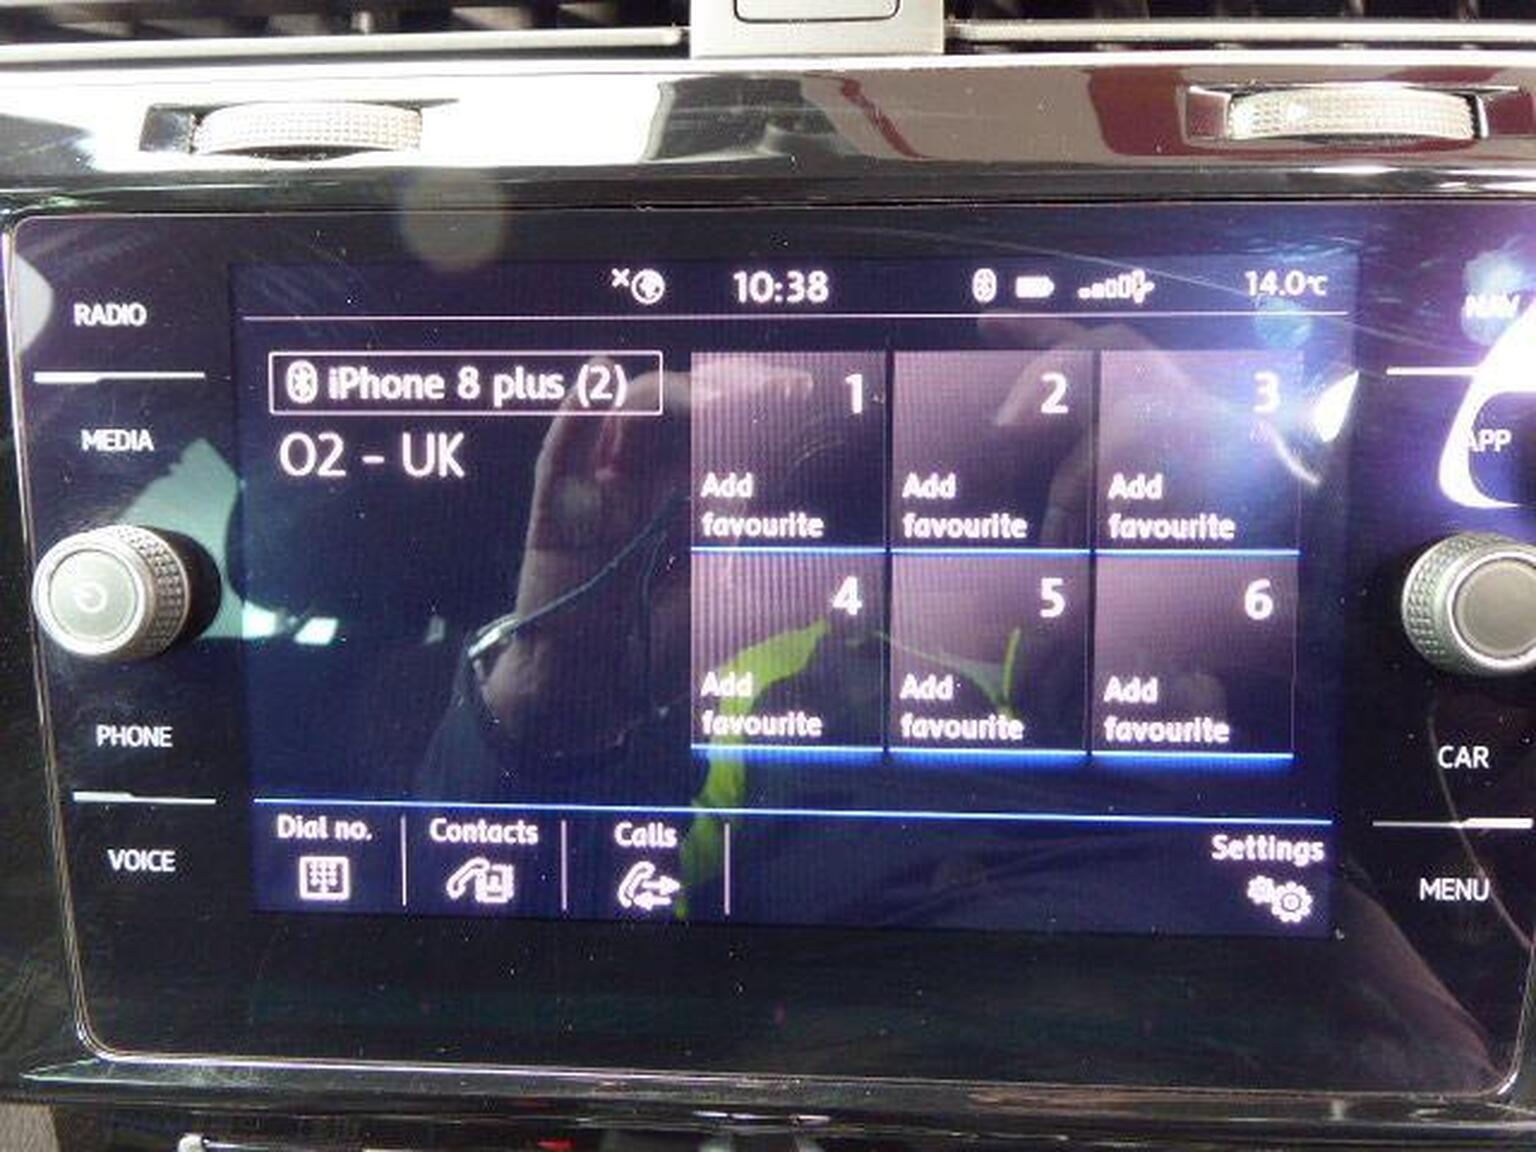 10:38
14.0°C
RADIO
MEDIA
PHONE
VOICE
iPhone 8 plus (2)
O2 - UK
1
Add
favourite
2
Add
favourite
3
Add
favourite
4
Add
favourite
5
Add
favourite
6
Add
favourite
Dial no.
Contacts
Calls
Settings
NAV
APP
CAR
MENU